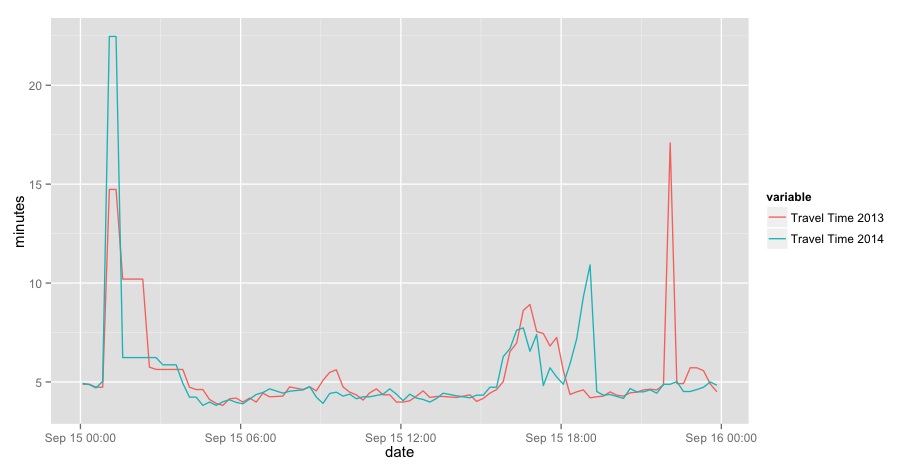 20
15
10
5
minutes
Sep 15 00:00
Sep 15 06:00
Sep 15 12:00
Sep 15 18:00
Sep 16 00:00
date
variable
Travel Time 2013
Travel Time 2014